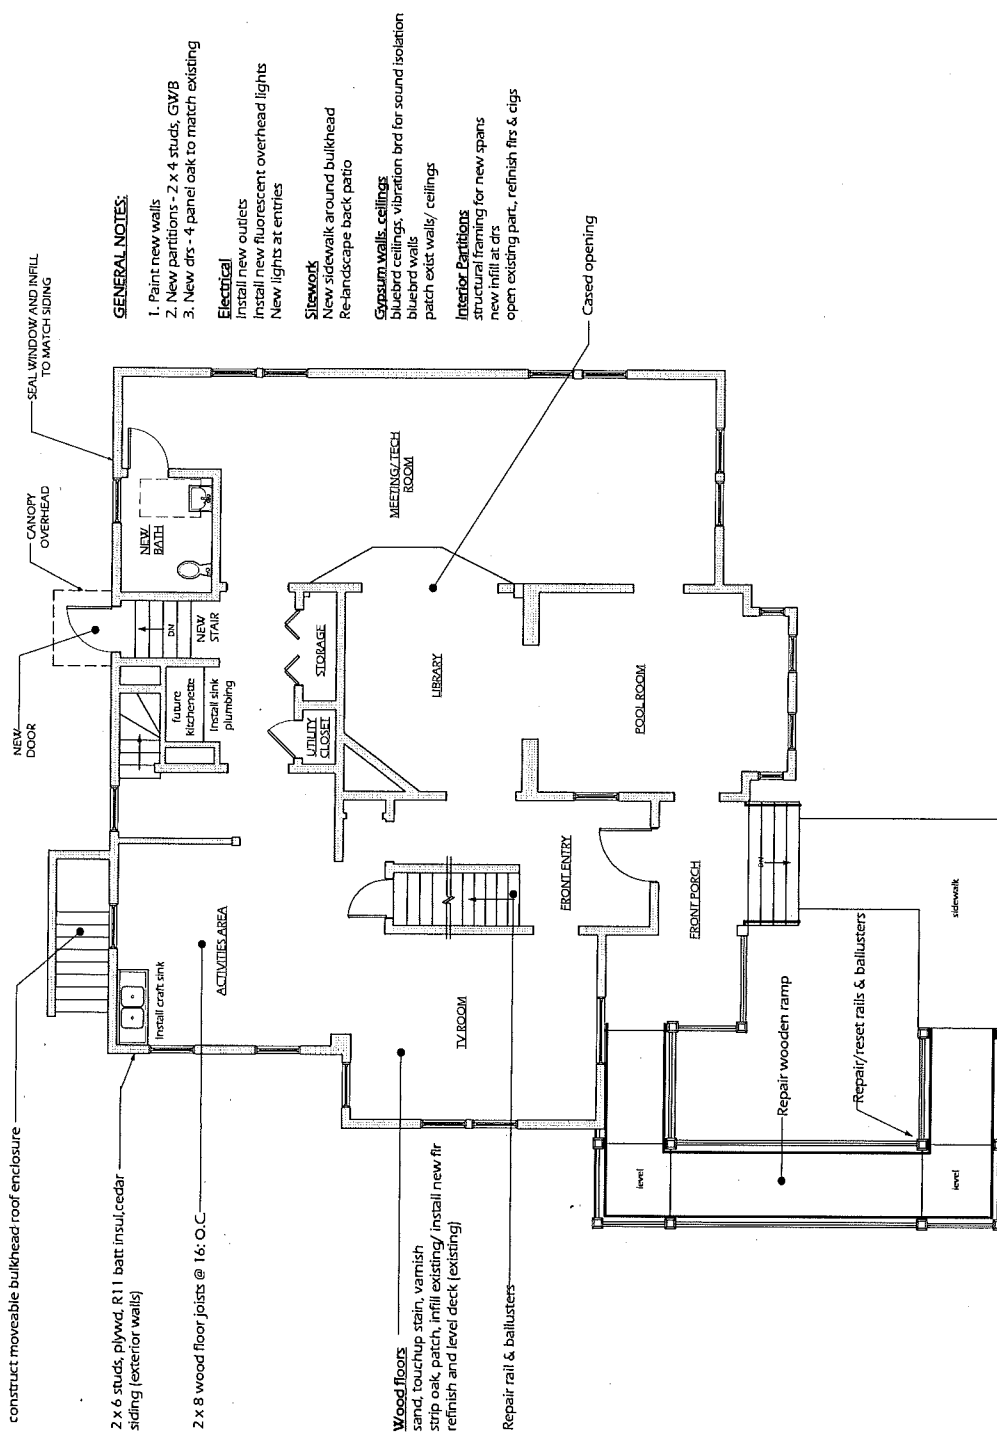 construct moveable bulkhead roof enclosure
2 x 6 studs, plywd, R11 batt insul,cedar
siding (exterior walls)
2 x 8 wood floor joists @ 16: O.C.
Wood floors
sand, touchup stain, varnish
strip oak, patch, infill existing/ install new flr
refinish and level deck (existing)
Repair rail & ballusters
NEW
DOOR
CANOPY
OVERHEAD
SEAL WINDOW AND INFILL
TO MATCH SIDING
Install craft sink
ACTIVITIES AREA
future
kitchenette
Install sink
plumbing
DN
NEW
STAIR
NEW
BATH
UTILITY
CLOSET
STORAGE
TV ROOM
LIBRARY
MEETING/TECH
ROOM
FRONT ENTRY
POOL ROOM
FRONT PORCH
DN
level
Repair wooden ramp
Repair/reset rails & ballusters
level
sidewalk
GENERAL NOTES:
1. Paint new walls
2. New partitions - 2 x 4 studs, GWB
3. New drs - 4 panel oak to match existing
Electrical
Install new outlets
Install new fluorescent overhead lights
New lights at entries
Sitework
New sidewalk around bulkhead
Re-landscape back patio
Gypsum walls, ceilings
bluebrd ceilings, vibration brd for sound isolation
bluebrd walls
patch exist walls/ ceilings
Interior Partitions
structural framing for new spans
new infill at drs
open existing part., refinish flrs & clgs
Cased opening